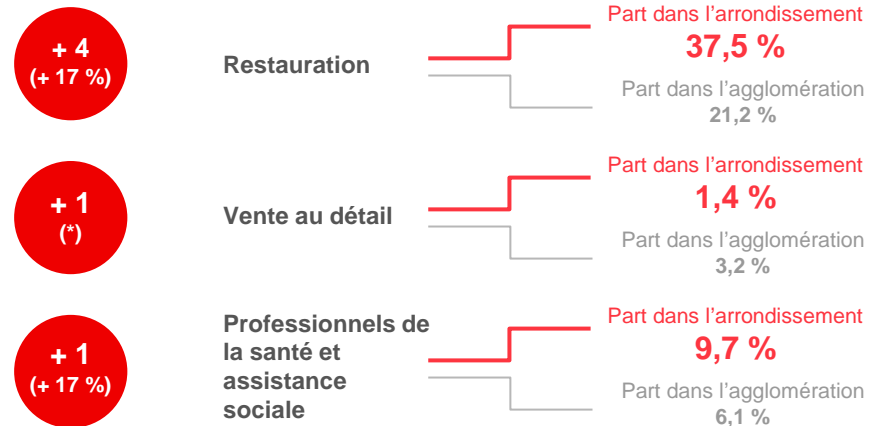 + 4
(+ 17 %)
Restauration
Part dans l'arrondissement
37,5 %
Part dans l'agglomération
21,2 %
+ 1
(*)
Vente au détail
Part dans l'arrondissement
1,4 %
Part dans l'agglomération
3,2 %
+ 1
(+ 17 %)
Professionnels de
la santé et
assistance
sociale
Part dans l'arrondissement
9,7 %
Part dans l'agglomération
6,1 %